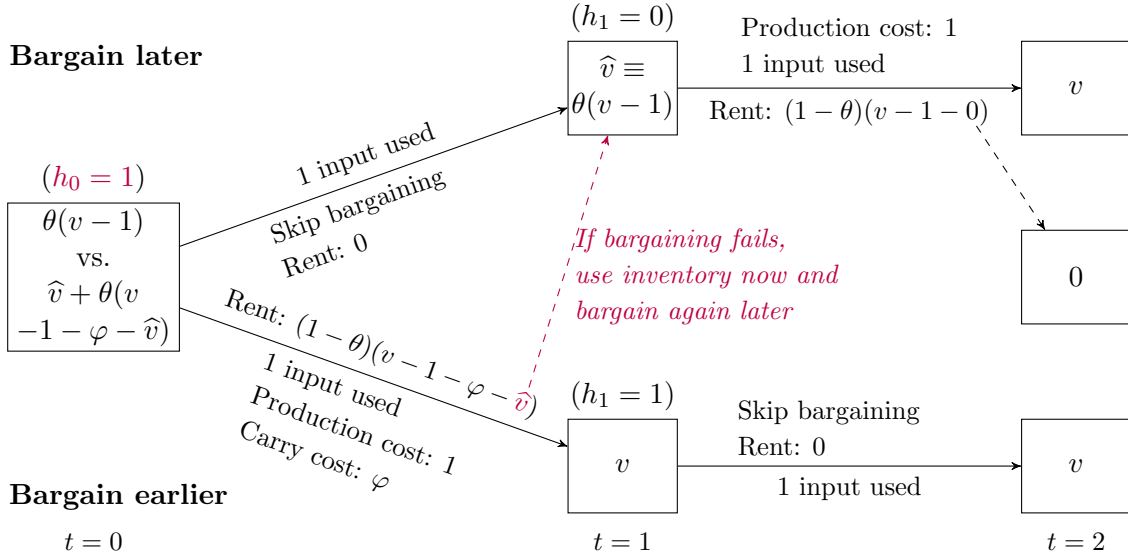 Bargain later
(h₁ = 0)
v̂ ≡
θ(v − 1)
Production cost: 1
1 input used
Rent: (1−θ)(v−1−0)
v
1 input used
Skip bargaining
Rent: 0
(h₀ = 1)
θ(v − 1)
vs.
v̂ + θ(v
−1 − φ − v̂)
If bargaining fails,
use inventory now and
bargain again later
0
Rent: (1−θ)(v − 1 − φ − v̂)
1 input used
Production cost: 1
Carry cost: φ
(h₁ = 1)
v
Skip bargaining
Rent: 0
1 input used
v
Bargain earlier
t = 0
t = 1
t = 2